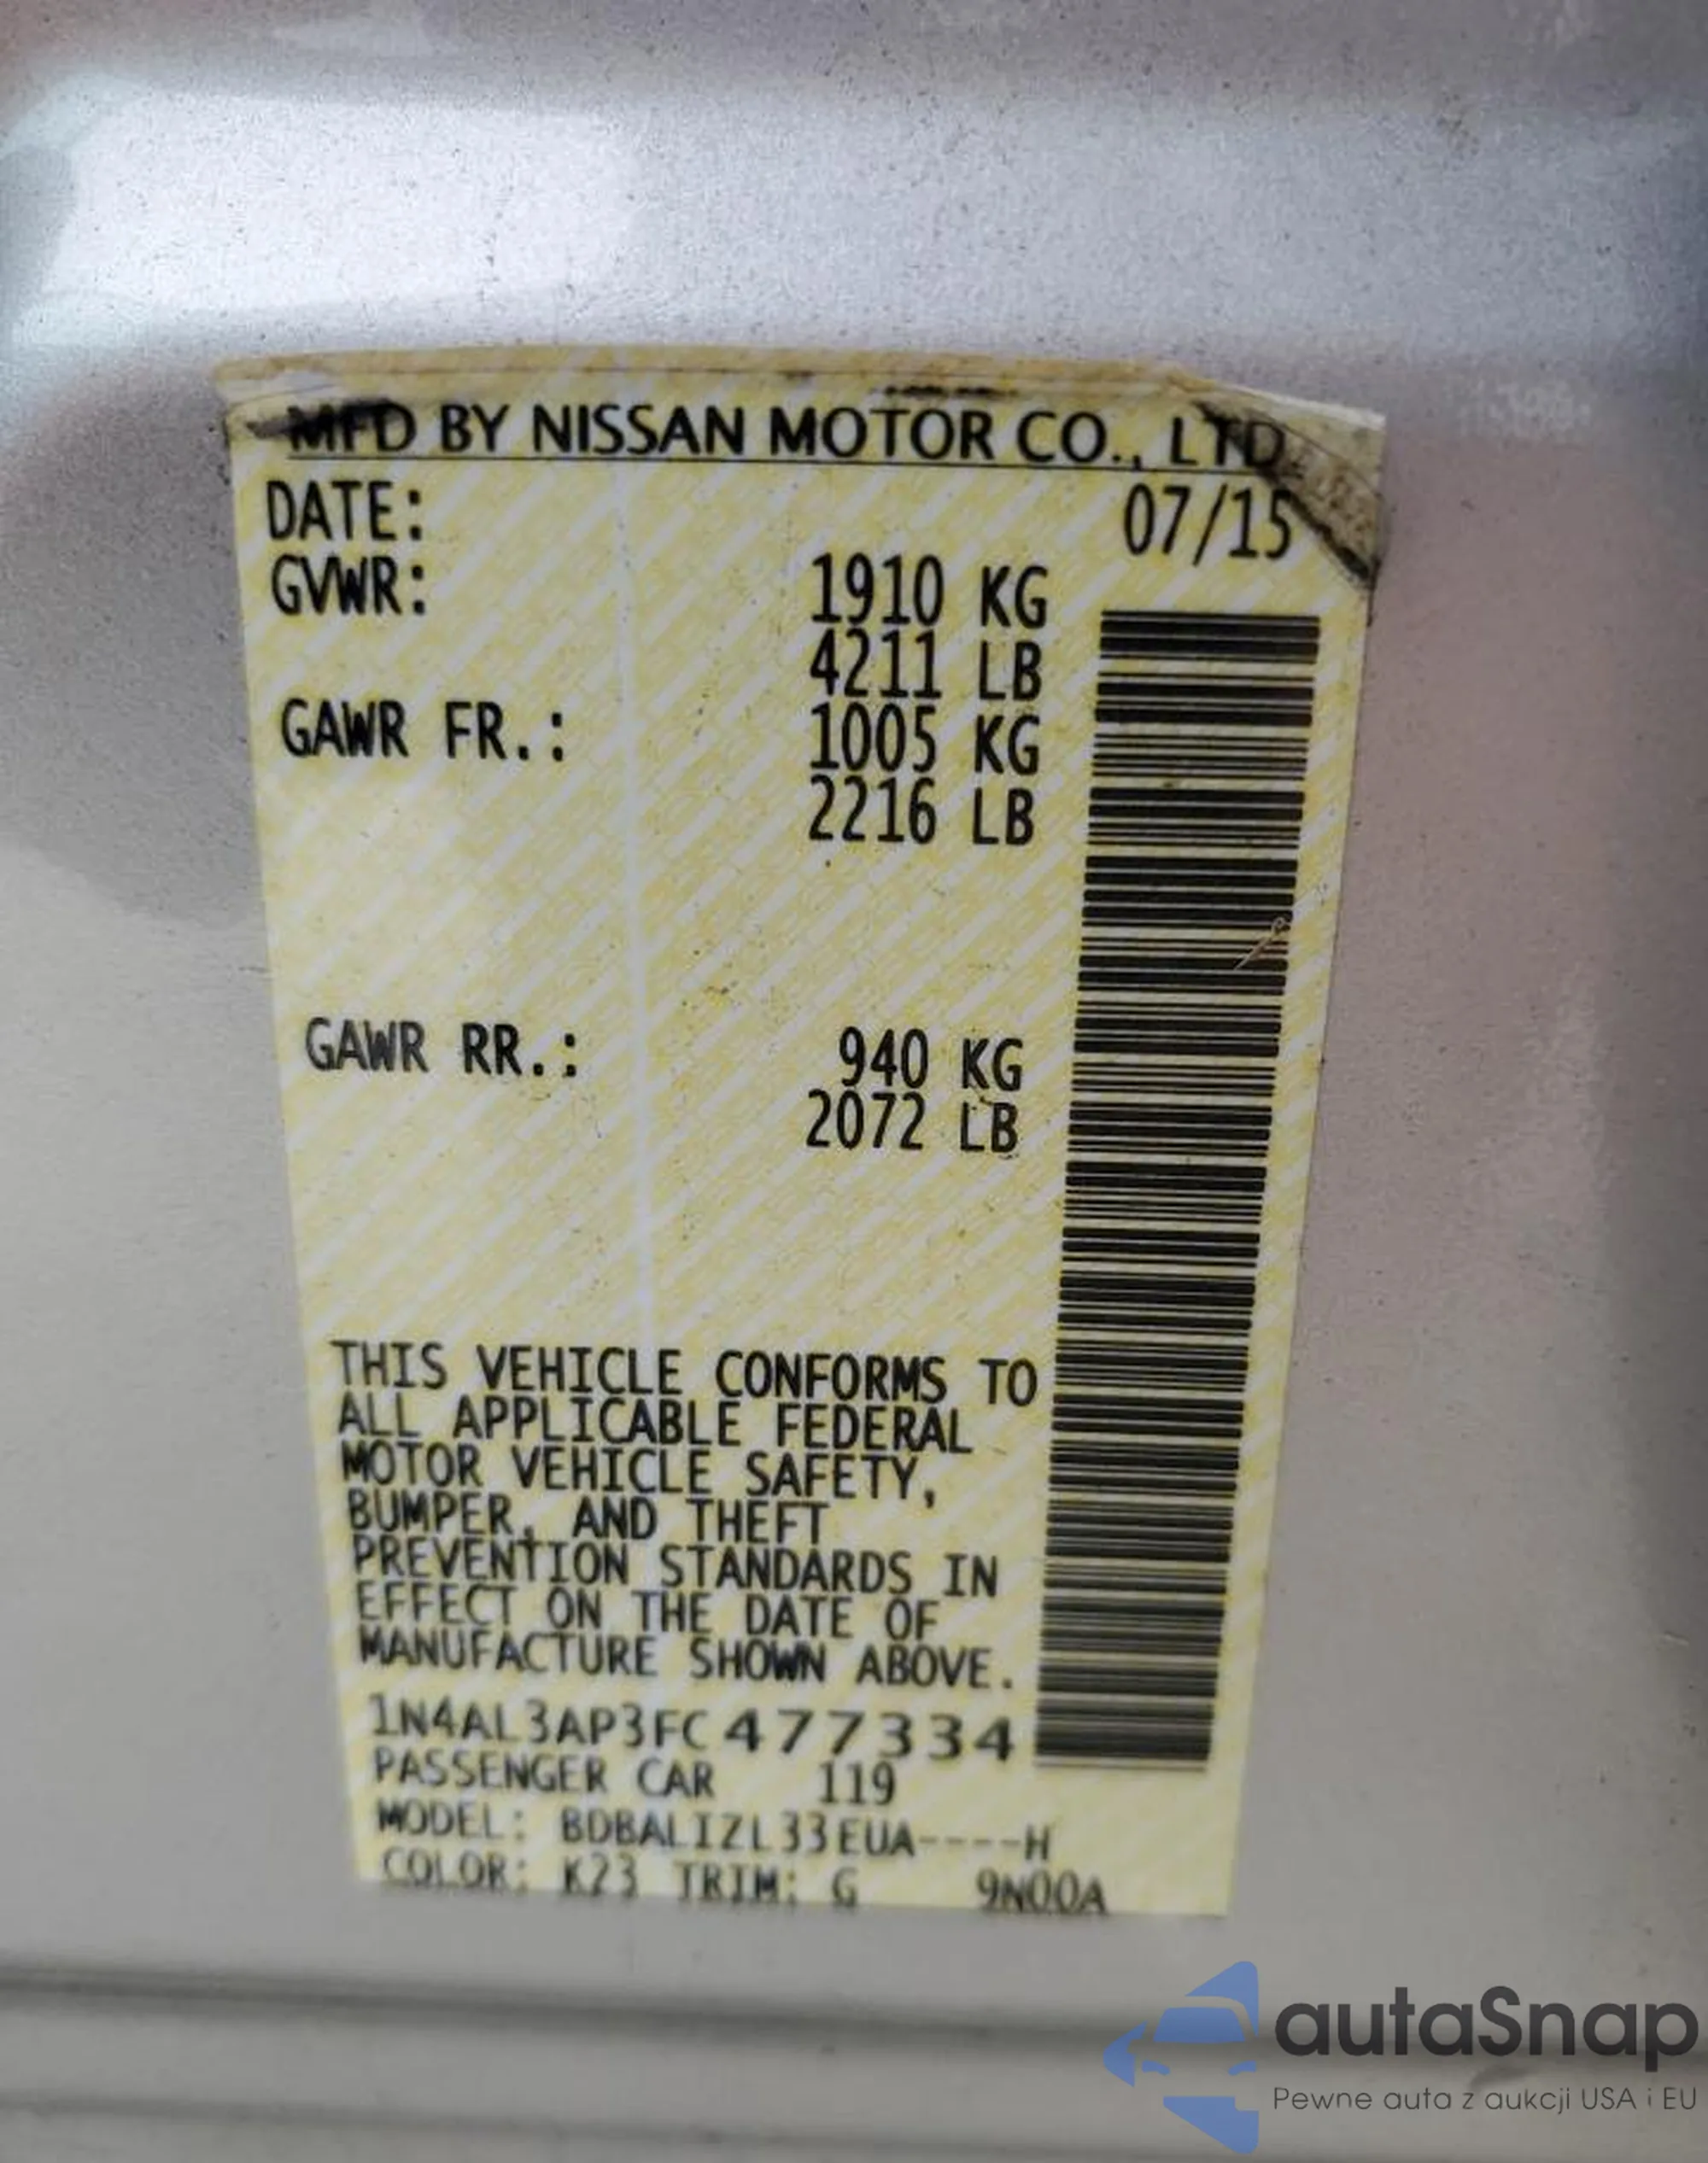 MFD BY NISSAN MOTOR CO., LTD
DATE: 07/15
GVWR: 1910 KG
4211 LB
GAWR FR.: 1005 KG
2216 LB
GAWR RR.: 940 KG
2072 LB
THIS VEHICLE CONFORMS TO
ALL APPLICABLE FEDERAL
MOTOR VEHICLE SAFETY,
BUMPER, AND THEFT
PREVENTION STANDARDS IN
EFFECT ON THE DATE OF
MANUFACTURE SHOWN ABOVE.
1N4AL3AP3FC477334
PASSENGER CAR 119
MODEL: BDBALIZL33EUA----H
COLOR: K23 TRIM: G 9N00A
autaSnap
Pewne auta z aukcji USA i EU